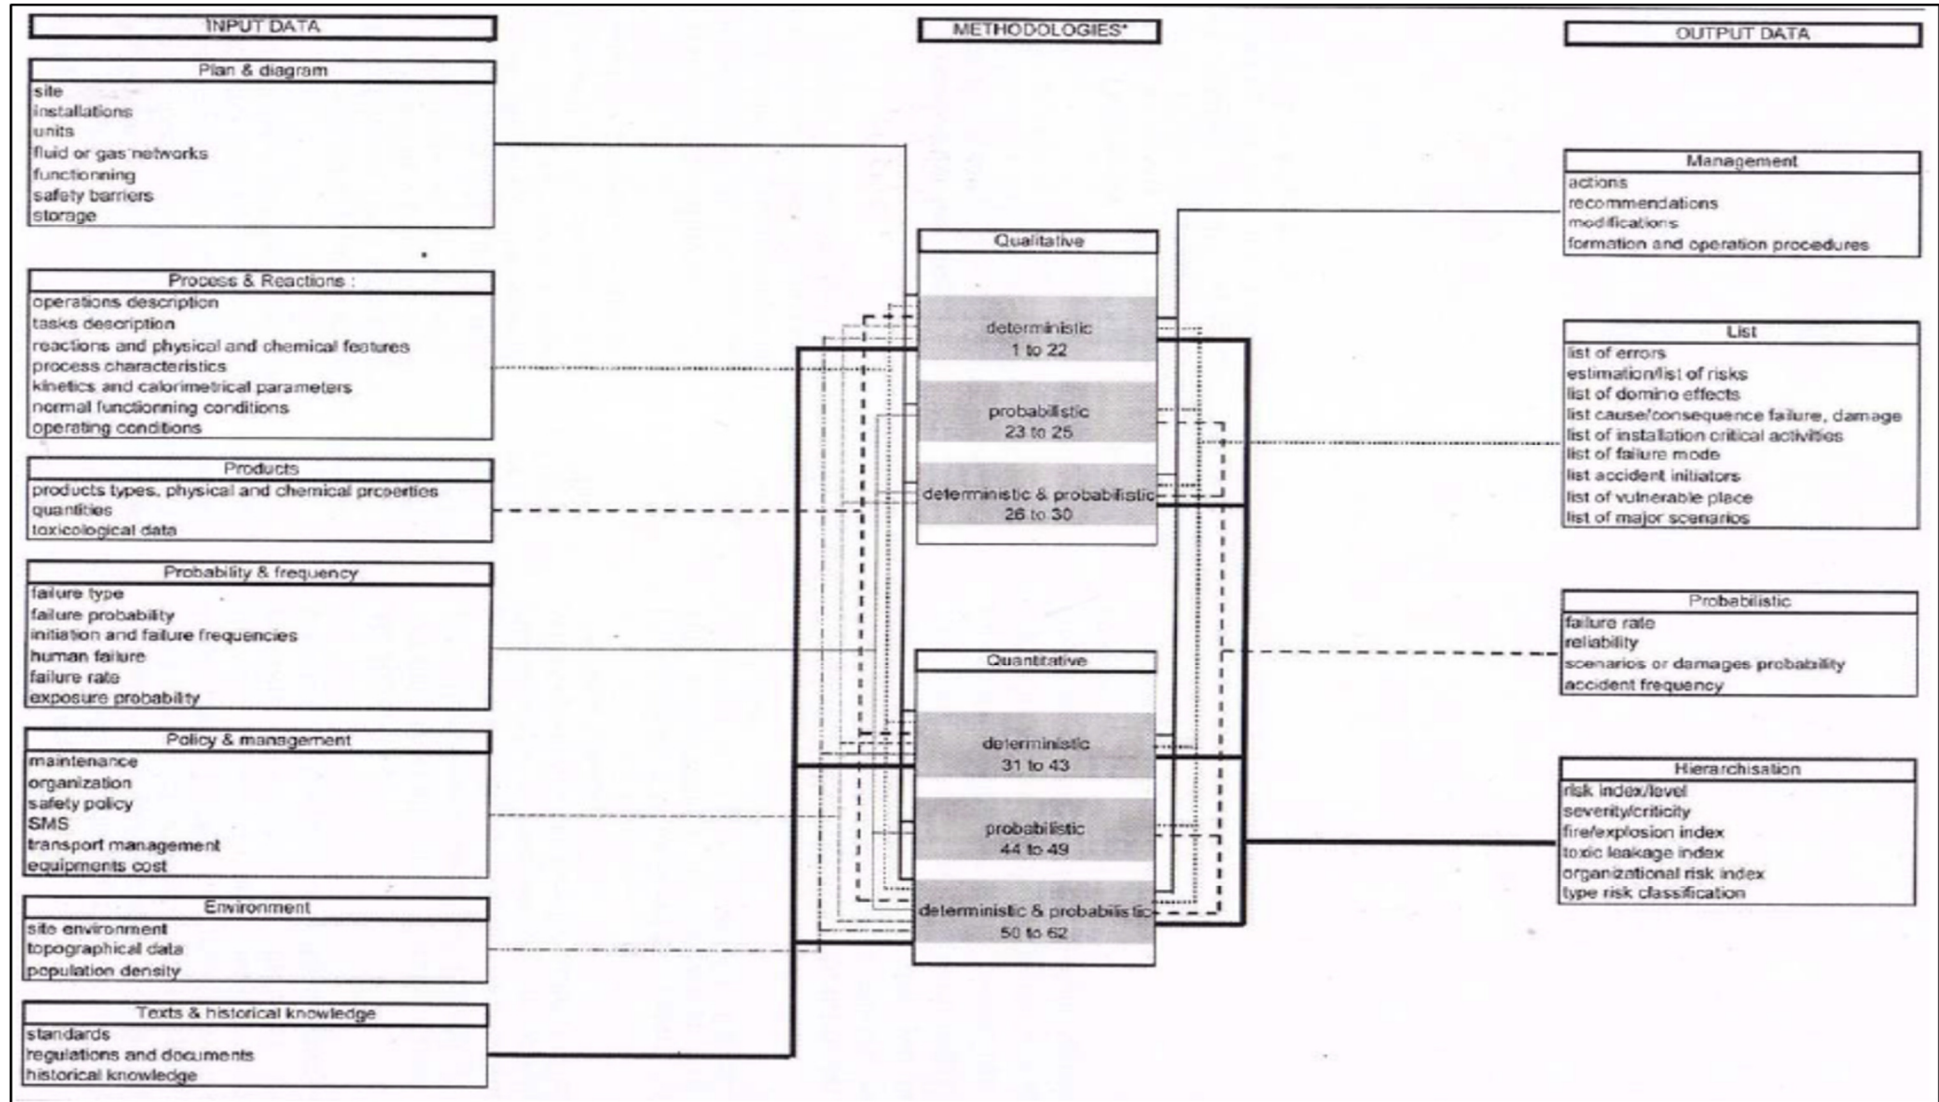 INPUT DATA
Plan & diagram
site
installations
units
fluid or gas networks
functionning
safety barriers
storage
Process & Reactions :
operations description
tasks description
reactions and physical and chemical features
process characteristics
kinetics and calorimetrical parameters
normal functionning conditions
operating conditions
Products
products types, physical and chemical properties
quantities
toxicological data
Probability & frequency
failure type
failure probability
initiation and failure frequencies
human failure
failure rate
exposure probability
Policy & management
maintenance
organization
safety policy
SMS
transport management
equipments cost
Environment
site environment
topographical data
population density
Texts & historical knowledge
standards
regulations and documents
historical knowledge
METHODOLOGIES*
Qualitative
deterministic
1 to 22
probabilistic
23 to 25
deterministic & probabilistic
26 to 30
Quantitative
deterministic
31 to 43
probabilistic
44 to 49
deterministic & probabilistic
50 to 62
OUTPUT DATA
Management
actions
recommendations
modifications
formation and operation procedures
List
list of errors
estimation/list of risks
list of domino effects
list cause/consequence failure, damage
list of installation critical activities
list of failure mode
list accident initiators
list of vulnerable place
list of major scenarios
Probabilistic
failure rate
reliability
scenarios or damages probability
accident frequency
Hierarchisation
risk index/level
severity/criticity
fire/explosion index
toxic leakage index
organizational risk index
type risk classification